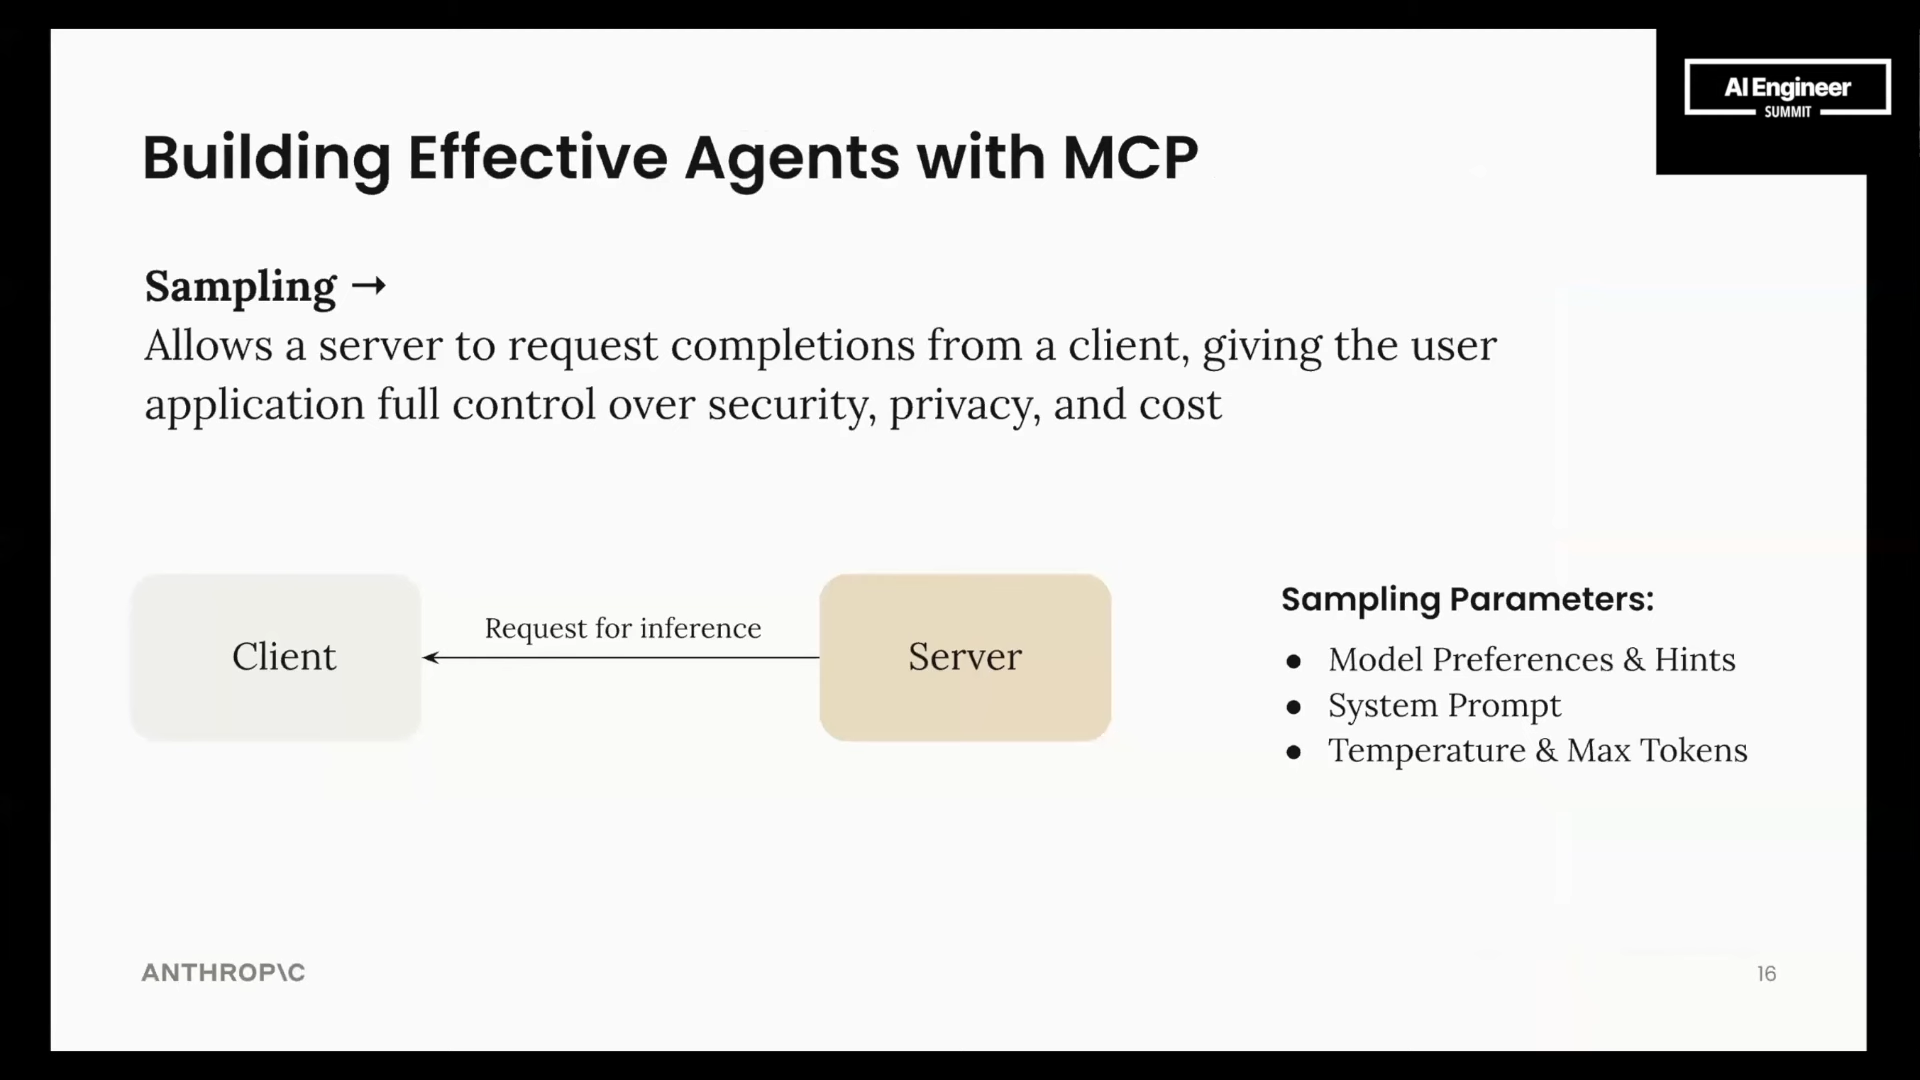 AI Engineer
SUMMIT
Building Effective Agents with MCP
Sampling →
Allows a server to request completions from a client, giving the user
application full control over security, privacy, and cost
Client
Request for inference
Server
Sampling Parameters:
● Model Preferences & Hints
● System Prompt
● Temperature & Max Tokens
ANTHROP\C
16